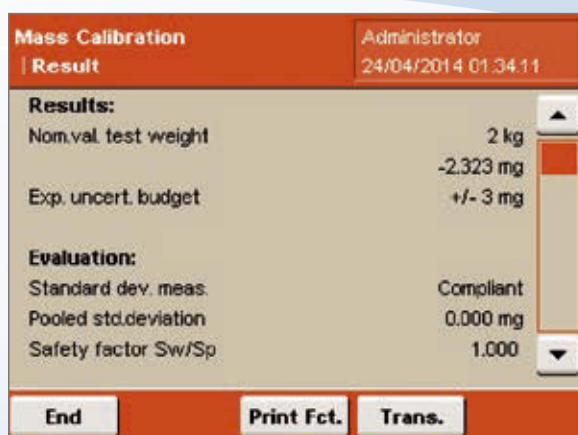 Mass Calibration
Administrator
| Result
24/04/2014 01.34.11
Results:
Nom.val. test weight 2 kg
-2.323 mg
Exp. uncert. budget +/- 3 mg
Evaluation:
Standard dev. meas. Compliant
Pooled std.deviation 0.000 mg
Safety factor Sw/Sp 1.000
End Print Fct. Trans.